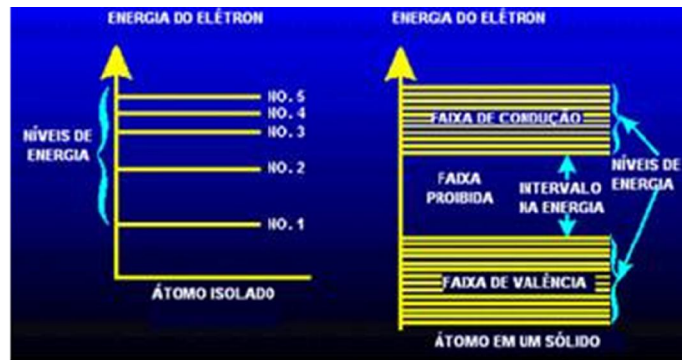 ENERGIA DO ELÉTRON
NO. 5
NO. 4
NO. 3
NÍVEIS DE
ENERGIA
NO. 2
NO. 1
ÁTOMO ISOLADO
ENERGIA DO ELÉTRON
FAIXA DE CONDUÇÃO
FAIXA
PROIBIDA
INTERVALO
NA ENERGIA
NÍVEIS DE
ENERGIA
FAIXA DE VALÊNCIA
ÁTOMO EM UM SÓLIDO